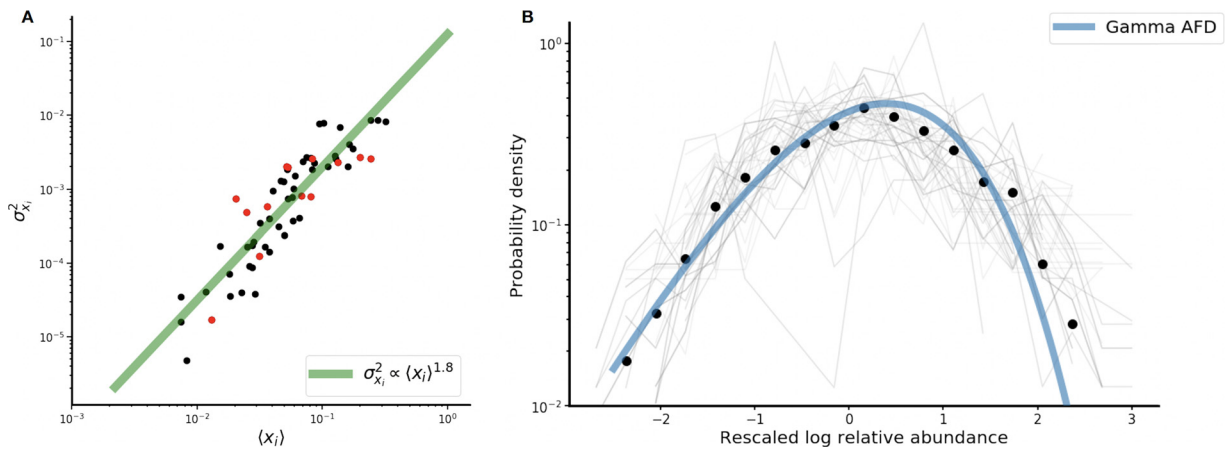 A
10⁻¹
10⁻²
10⁻³
10⁻⁴
10⁻⁵
σ²ₓᵢ
10⁻³ 10⁻² 10⁻¹ 10⁰
⟨xᵢ⟩
σ²ₓᵢ ∝ ⟨xᵢ⟩¹·⁸
B
Gamma AFD
10⁰
10⁻¹
10⁻²
Probability density
−2 −1 0 1 2 3
Rescaled log relative abundance